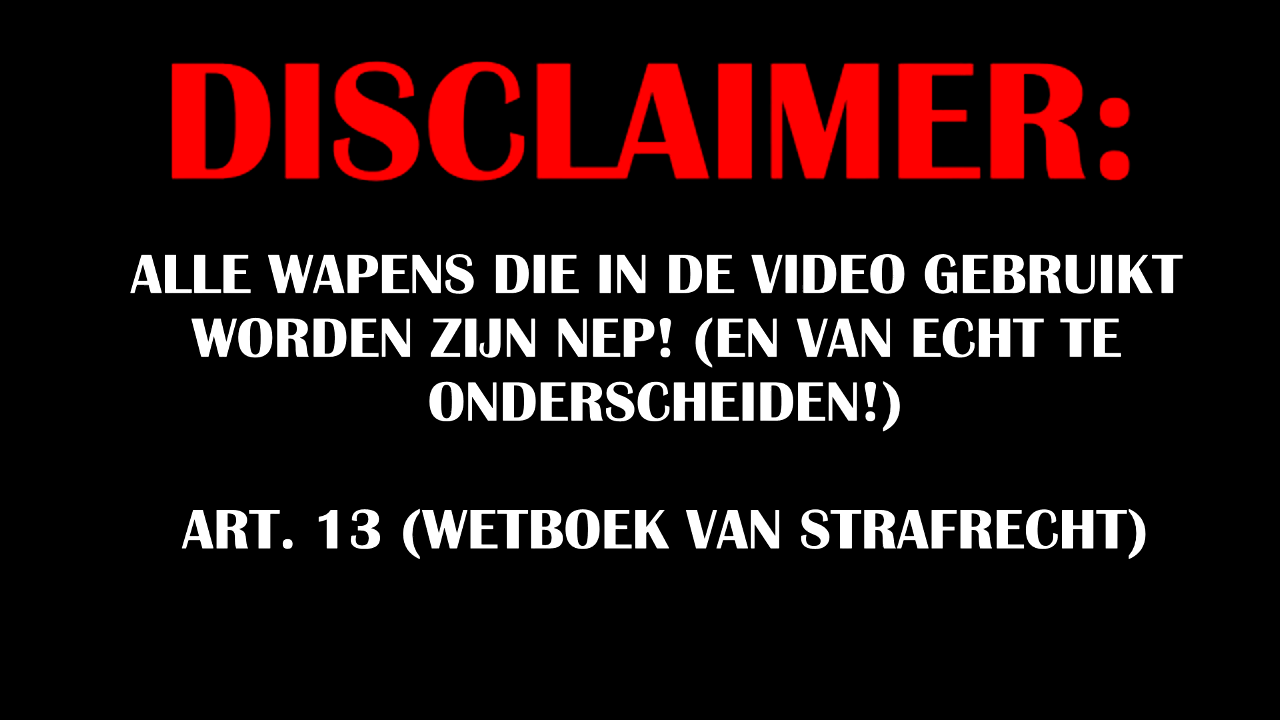 DISCLAIMER:
ALLE WAPENS DIE IN DE VIDEO GEBRUIKT
WORDEN ZIJN NEP! (EN VAN ECHT TE
ONDERSCHEIDEN!)
ART. 13 (WETBOEK VAN STRAFRECHT)